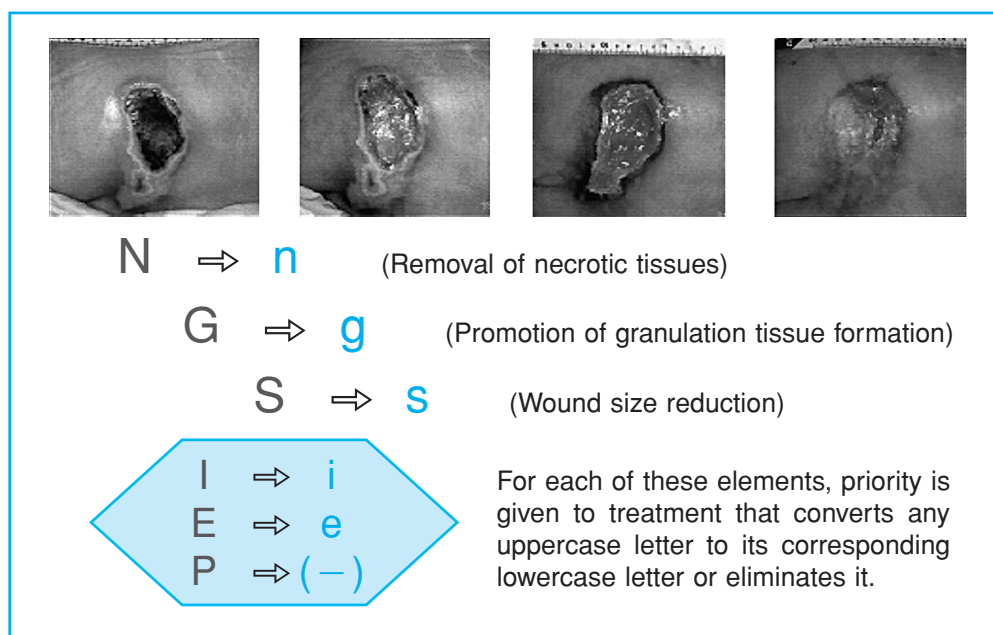 N ⇨ n (Removal of necrotic tissues)
G ⇨ g (Promotion of granulation tissue formation)
S ⇨ s (Wound size reduction)
I ⇨ i
E ⇨ e
P ⇨ (−)
For each of these elements, priority is
given to treatment that converts any
uppercase letter to its corresponding
lowercase letter or eliminates it.